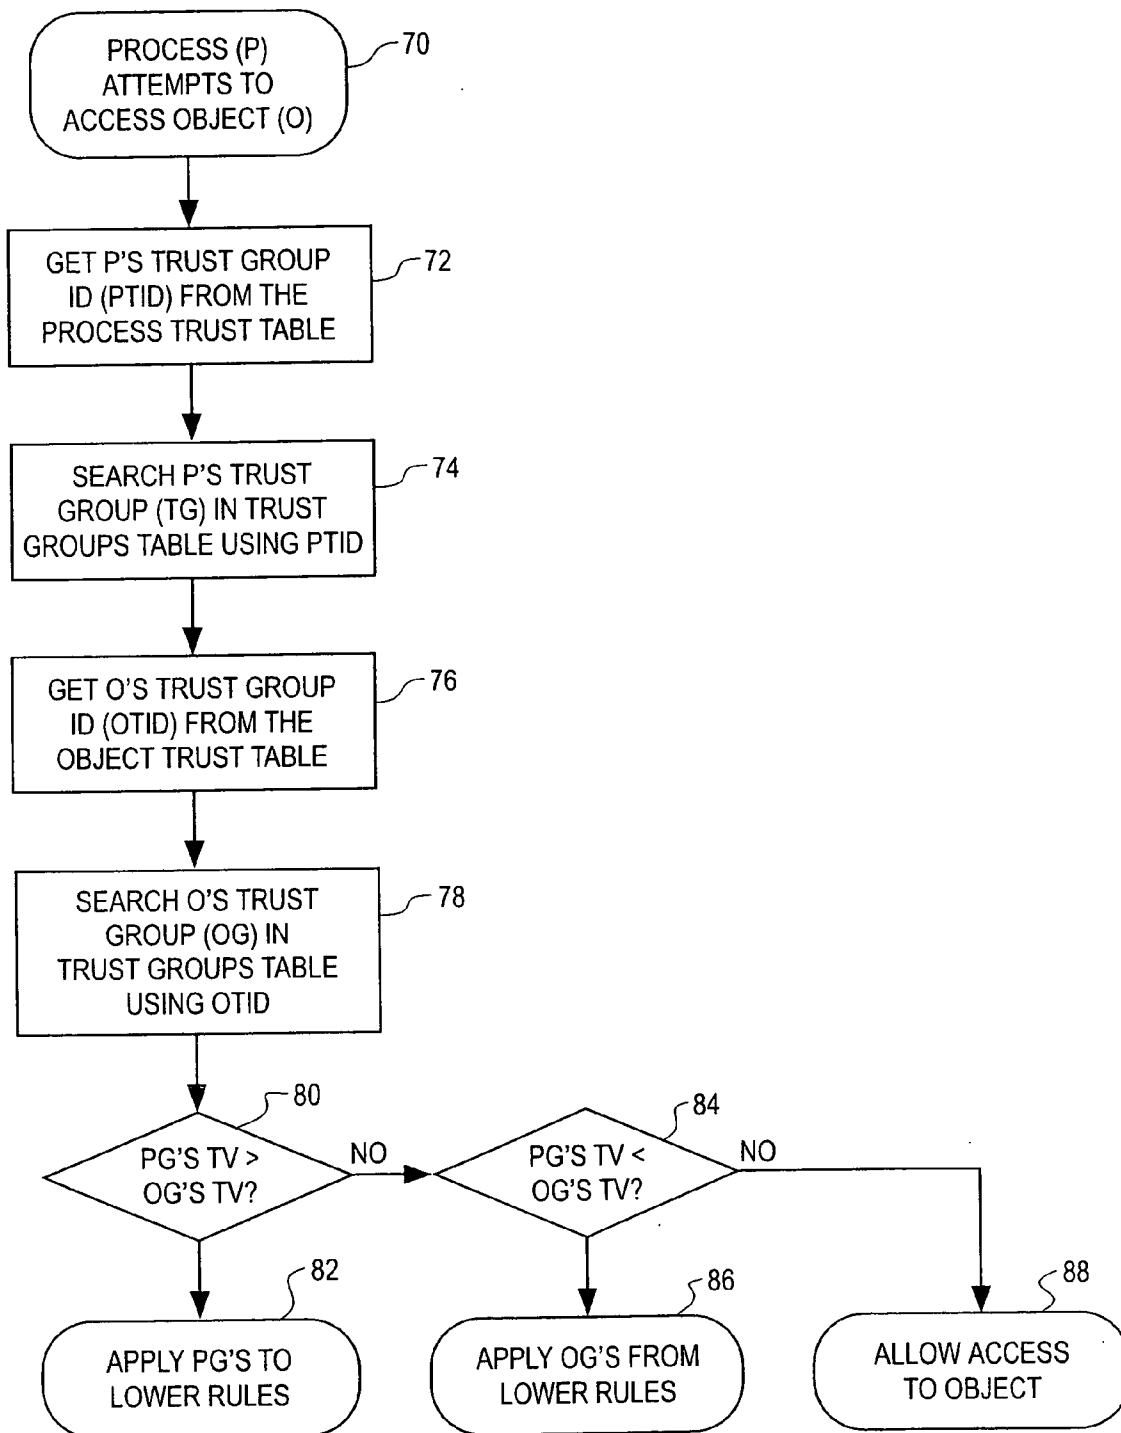 PROCESS (P)
ATTEMPTS TO
ACCESS OBJECT (O)
70
GET P'S TRUST GROUP
ID (PTID) FROM THE
PROCESS TRUST TABLE
72
SEARCH P'S TRUST
GROUP (TG) IN TRUST
GROUPS TABLE USING PTID
74
GET O'S TRUST GROUP
ID (OTID) FROM THE
OBJECT TRUST TABLE
76
SEARCH O'S TRUST
GROUP (OG) IN
TRUST GROUPS TABLE
USING OTID
78
PG'S TV >
OG'S TV?
80
NO
PG'S TV <
OG'S TV?
84
NO
APPLY PG'S TO
LOWER RULES
82
APPLY OG'S FROM
LOWER RULES
86
ALLOW ACCESS
TO OBJECT
88